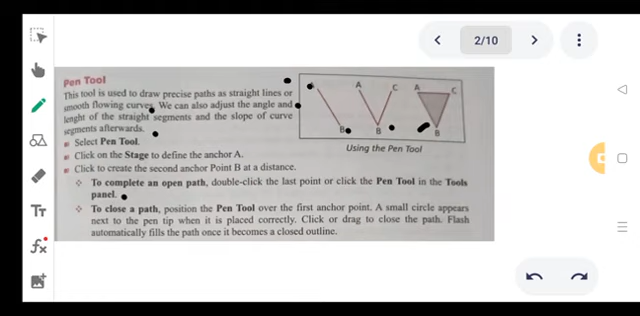 2/10
Pen Tool
This tool is used to draw precise paths as straight lines or
smooth flowing curves. We can also adjust the angle and
lenght of the straight segments and the slope of curve
segments afterwards.
Select Pen Tool.
Click on the Stage to define the anchor A.
Click to create the second anchor Point B at a distance.
To complete an open path, double-click the last point or click the Pen Tool in the Tools
panel.
To close a path, position the Pen Tool over the first anchor point. A small circle appears
next to the pen tip when it is placed correctly. Click or drag to close the path. Flash
automatically fills the path once it becomes a closed outline.
A C A C
B B B
Using the Pen Tool
Tт
fx